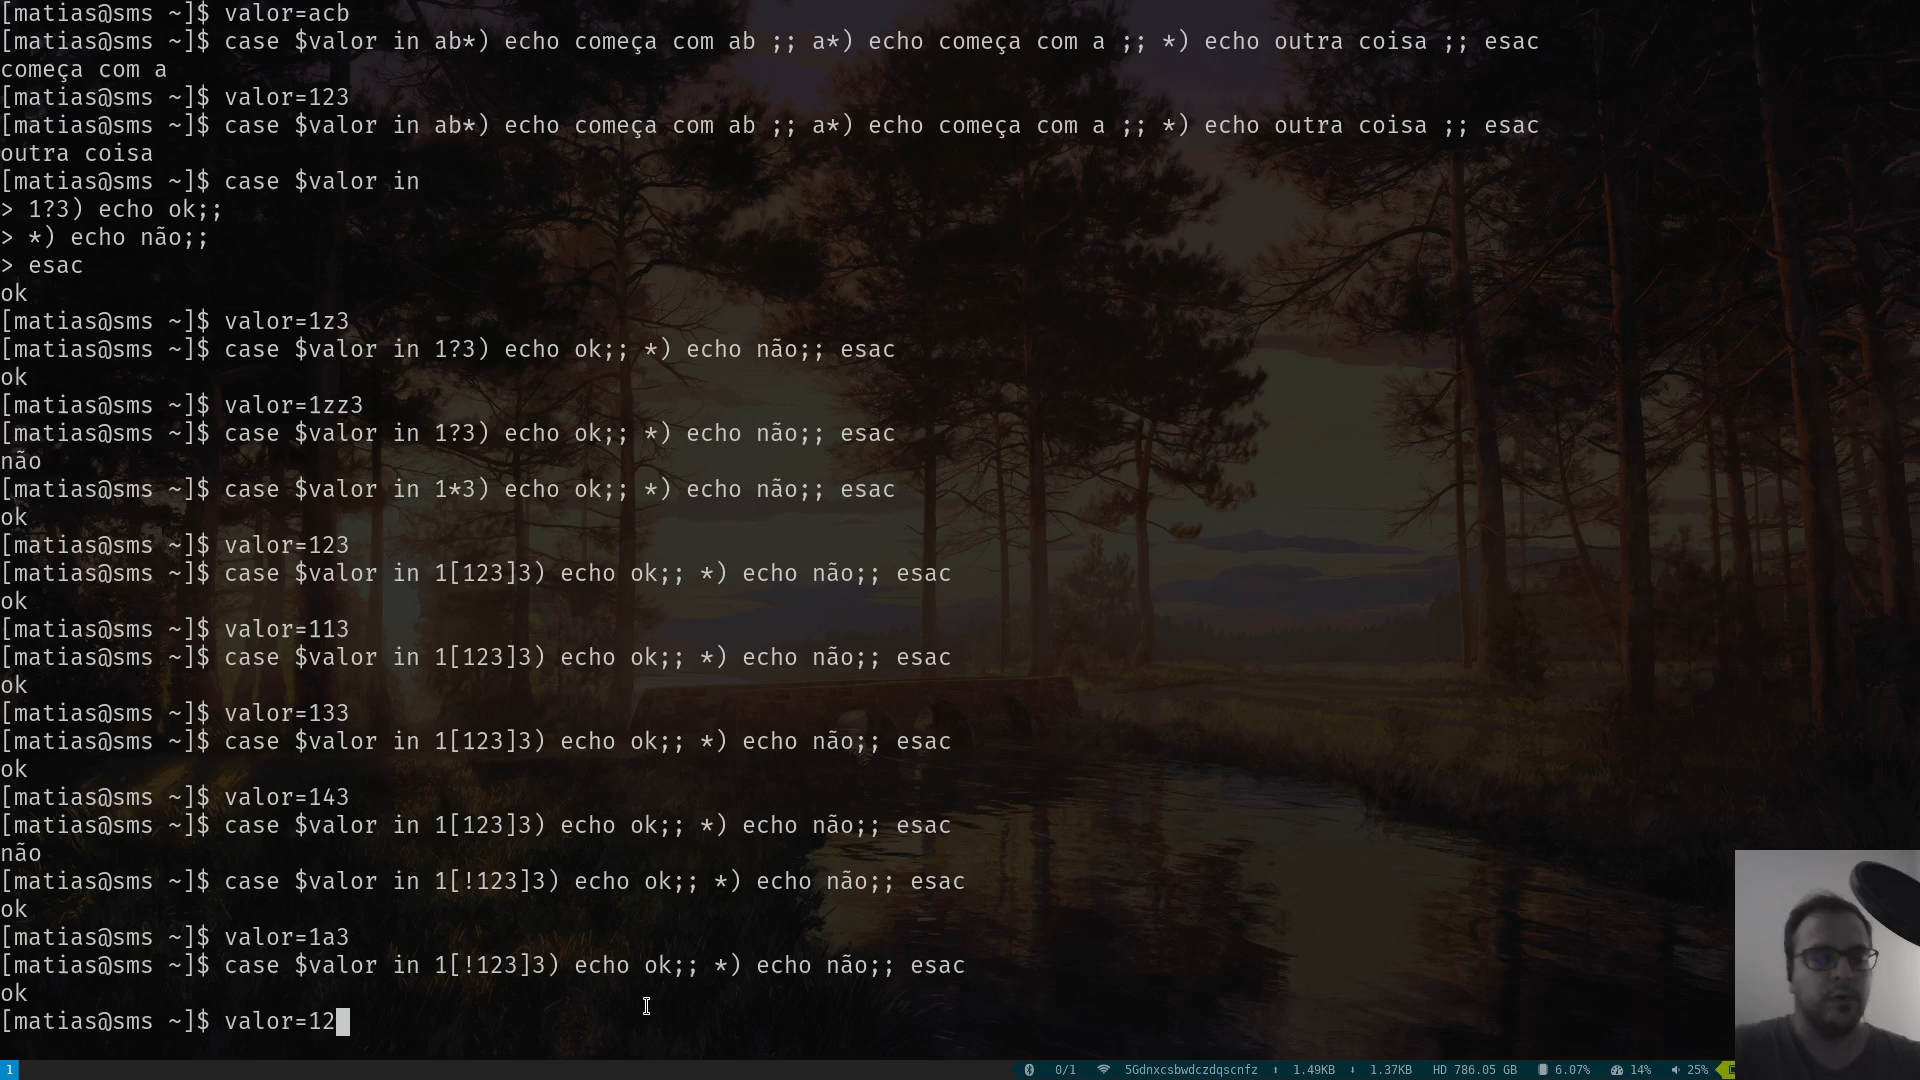 [matias@sms ~]$ valor=acb
[matias@sms ~]$ case $valor in ab*) echo começa com ab ;; a*) echo começa com a ;; *) echo outra coisa ;; esac
começa com a
[matias@sms ~]$ valor=123
[matias@sms ~]$ case $valor in ab*) echo começa com ab ;; a*) echo começa com a ;; *) echo outra coisa ;; esac
outra coisa
[matias@sms ~]$ case $valor in
> 1?3) echo ok;;
> *) echo não;;
> esac
ok
[matias@sms ~]$ valor=1z3
[matias@sms ~]$ case $valor in 1?3) echo ok;; *) echo não;; esac
ok
[matias@sms ~]$ valor=1zz3
[matias@sms ~]$ case $valor in 1?3) echo ok;; *) echo não;; esac
não
[matias@sms ~]$ case $valor in 1*3) echo ok;; *) echo não;; esac
ok
[matias@sms ~]$ valor=123
[matias@sms ~]$ case $valor in 1[123]3) echo ok;; *) echo não;; esac
ok
[matias@sms ~]$ valor=113
[matias@sms ~]$ case $valor in 1[123]3) echo ok;; *) echo não;; esac
ok
[matias@sms ~]$ valor=133
[matias@sms ~]$ case $valor in 1[123]3) echo ok;; *) echo não;; esac
ok
[matias@sms ~]$ valor=143
[matias@sms ~]$ case $valor in 1[123]3) echo ok;; *) echo não;; esac
não
[matias@sms ~]$ case $valor in 1[!123]3) echo ok;; *) echo não;; esac
ok
[matias@sms ~]$ valor=1a3
[matias@sms ~]$ case $valor in 1[!123]3) echo ok;; *) echo não;; esac
ok
[matias@sms ~]$ valor=12
1 0/1 5Gdnxcsbwdczdqscnfz 1.49KB 1.37KB HD 786.05 GB 6.07% 14% 25%